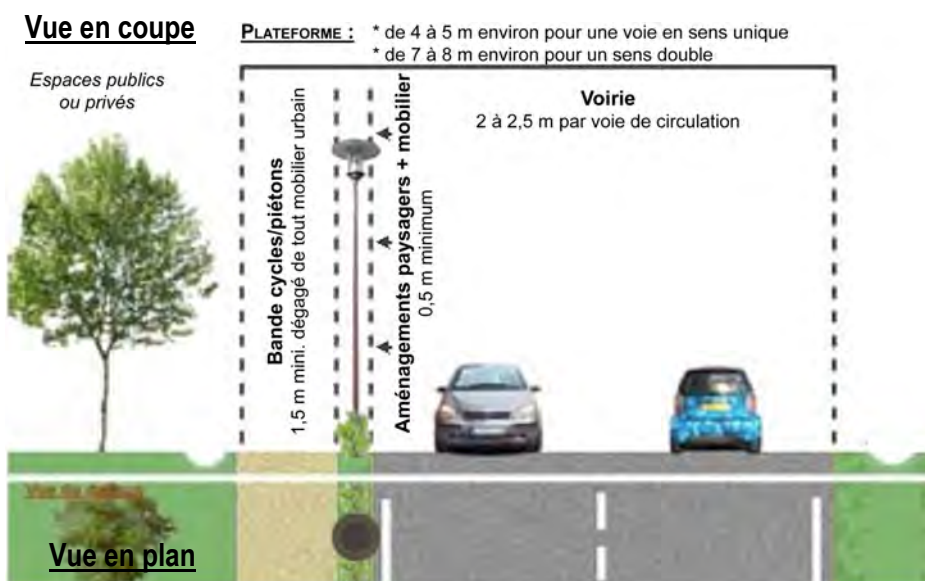 Vue en coupe
PLATEFORME : * de 4 à 5 m environ pour une voie en sens unique
* de 7 à 8 m environ pour un sens double
Espaces publics
ou privés
Bande cycles/piétons
1,5 m mini. dégagé de tout mobilier urbain
Aménagements paysagers + mobilier
0,5 m minimum
Voirie
2 à 2,5 m par voie de circulation
Vue en plan